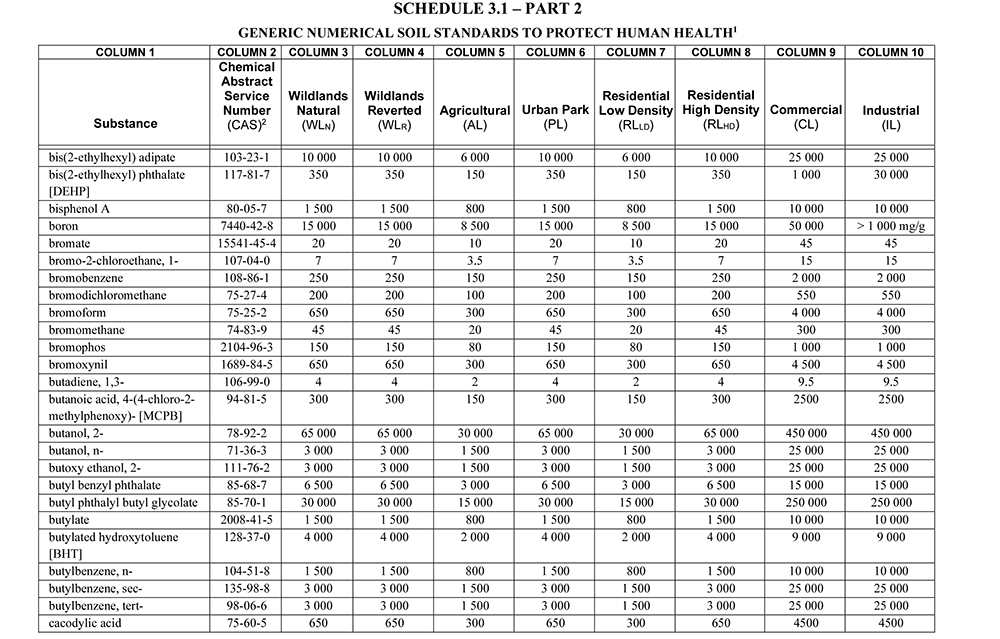 SCHEDULE 3.1 – PART 2
GENERIC NUMERICAL SOIL STANDARDS TO PROTECT HUMAN HEALTH1
COLUMN 1 COLUMN 2 COLUMN 3 COLUMN 4 COLUMN 5 COLUMN 6 COLUMN 7 COLUMN 8 COLUMN 9 COLUMN 10
Substance
Chemical
Abstract
Service
Number
(CAS)2
Wildlands
Natural
(WLN)
Wildlands
Reverted
(WLR)
Agricultural
(AL)
Urban Park
(PL)
Residential
Low Density
(RLLD)
Residential
High Density
(RLHD)
Commercial
(CL)
Industrial
(IL)
bis(2-ethylhexyl) adipate 103-23-1 10 000 10 000 6 000 10 000 6 000 10 000 25 000 25 000
bis(2-ethylhexyl) phthalate 117-81-7 350 350 150 350 150 350 1 000 30 000
[DEHP]
bisphenol A 80-05-7 1 500 1 500 800 1 500 800 1 500 10 000 10 000
boron 7440-42-8 15 000 15 000 8 500 15 000 8 500 15 000 50 000 > 1 000 mg/g
bromate 15541-45-4 20 20 10 20 10 20 45 45
bromo-2-chloroethane, 1- 107-04-0 7 7 3.5 7 3.5 7 15 15
bromobenzene 108-86-1 250 250 150 250 150 250 2 000 2 000
bromodichloromethane 75-27-4 200 200 100 200 100 200 550 550
bromoform 75-25-2 650 650 300 650 300 650 4 000 4 000
bromomethane 74-83-9 45 45 20 45 20 45 300 300
bromophos 2104-96-3 150 150 80 150 80 150 1 000 1 000
bromoxynil 1689-84-5 650 650 300 650 300 650 4 500 4 500
butadiene, 1,3- 106-99-0 4 4 2 4 2 4 9.5 9.5
butanoic acid, 4-(4-chloro-2- 94-81-5 300 300 150 300 150 300 2500 2500
methylphenoxy)- [MCPB]
butanol, 2- 78-92-2 65 000 65 000 30 000 65 000 30 000 65 000 450 000 450 000
butanol, n- 71-36-3 3 000 3 000 1 500 3 000 1 500 3 000 25 000 25 000
butoxy ethanol, 2- 111-76-2 3 000 3 000 1 500 3 000 1 500 3 000 25 000 25 000
butyl benzyl phthalate 85-68-7 6 500 6 500 3 000 6 500 3 000 6 500 15 000 15 000
butyl phthalyl butyl glycolate 85-70-1 30 000 30 000 15 000 30 000 15 000 30 000 250 000 250 000
butylate 2008-41-5 1 500 1 500 800 1 500 800 1 500 10 000 10 000
butylated hydroxytoluene 128-37-0 4 000 4 000 2 000 4 000 2 000 4 000 9 000 9 000
[BHT]
butylbenzene, n- 104-51-8 1 500 1 500 800 1 500 800 1 500 10 000 10 000
butylbenzene, sec- 135-98-8 3 000 3 000 1 500 3 000 1 500 3 000 25 000 25 000
butylbenzene, tert- 98-06-6 3 000 3 000 1 500 3 000 1 500 3 000 25 000 25 000
cacodylic acid 75-60-5 650 650 300 650 300 650 4500 4500